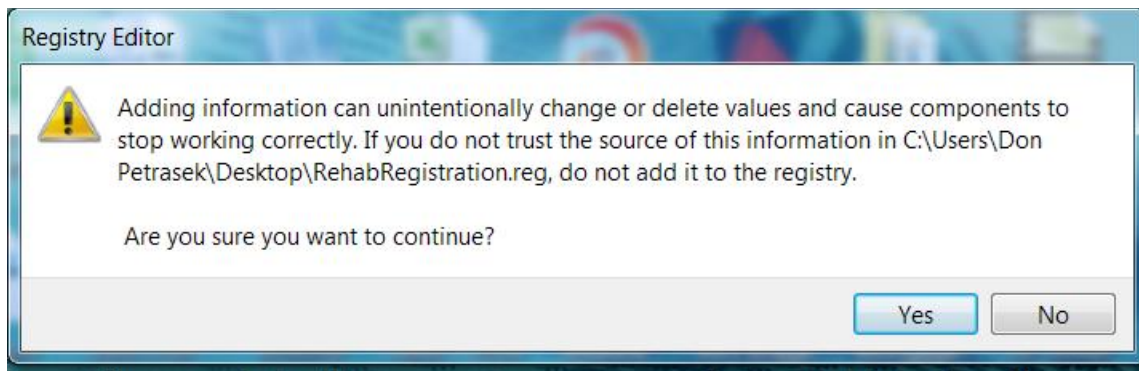 Registry Editor
Adding information can unintentionally change or delete values and cause components to
stop working correctly. If you do not trust the source of this information in C:\Users\Don
Petrasek\Desktop\RehabRegistration.reg, do not add it to the registry.
Are you sure you want to continue?
Yes No